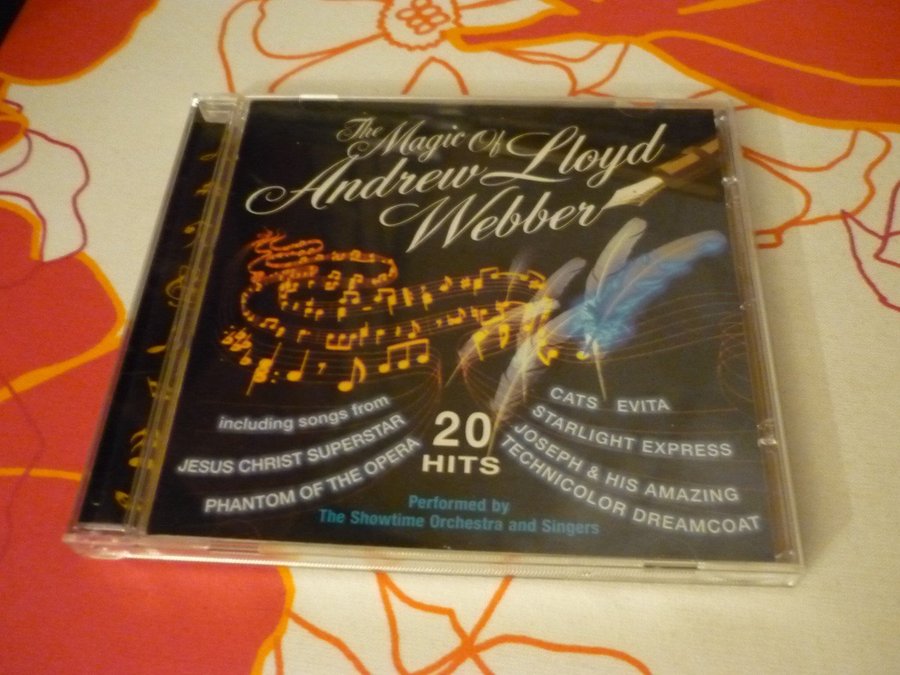 The Magic Of
Andrew Lloyd
Webber
including songs from
JESUS CHRIST SUPERSTAR
PHANTOM OF THE OPERA
20
HITS
CATS EVITA
STARLIGHT EXPRESS
JOSEPH & HIS AMAZING
TECHNICOLOR DREAMCOAT
Performed by
The Showtime Orchestra and Singers